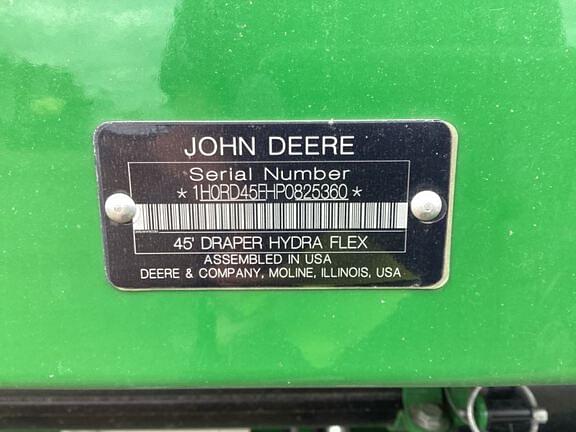 JOHN DEERE
Serial Number
*1H0RD45FHP0825360*
45' DRAPER HYDRA FLEX
ASSEMBLED IN USA
DEERE & COMPANY, MOLINE, ILLINOIS, USA